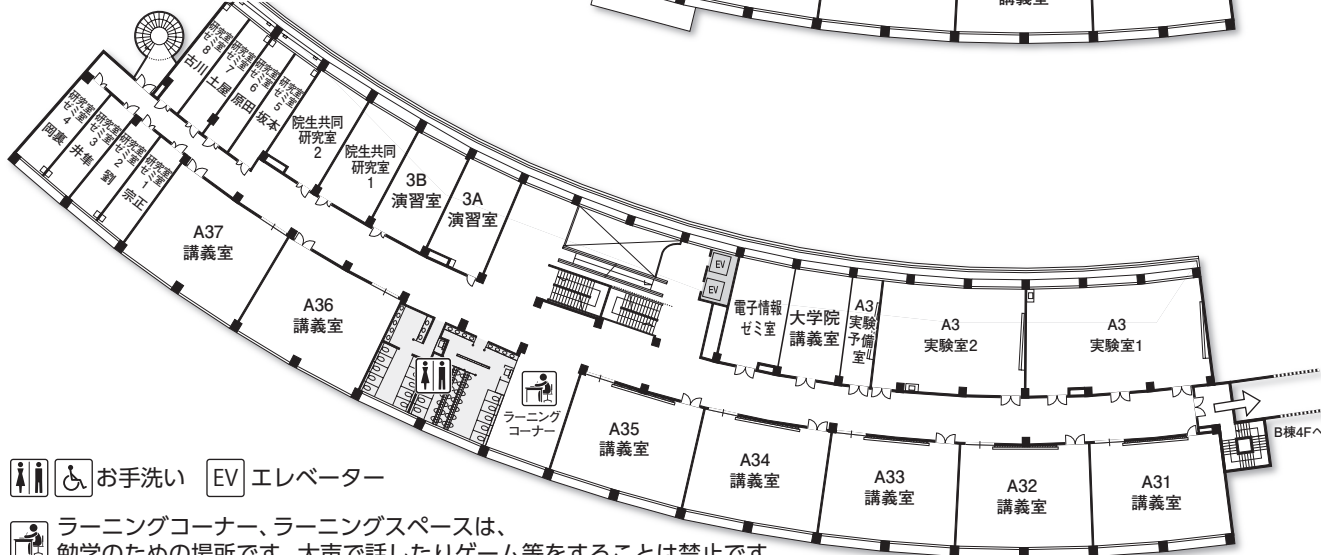 講義室
研究室
ゼミ室
8
古川
研究室
ゼミ室
7
土屋
研究室
ゼミ室
6
原田
研究室
ゼミ室
5
坂本
院生共同
研究室
2
院生共同
研究室
1
3B
演習室
3A
演習室
研究室
ゼミ室
4
岡裏
研究室
ゼミ室
3
井隼
研究室
ゼミ室
2
劉
研究室
ゼミ室
1
宗正
A37
講義室
A36
講義室
EV
EV
電子情報
ゼミ室
大学院
講義室
A3
実験
予備
室
A3
実験室2
A3
実験室1
ラーニング
コーナー
A35
講義室
A34
講義室
A33
講義室
A32
講義室
A31
講義室
B棟4Fへ
お手洗い EV エレベーター
ラーニングコーナー、ラーニングスペースは、
勉学のための場所です。大声で話したりゲーム等をすることは禁止です。